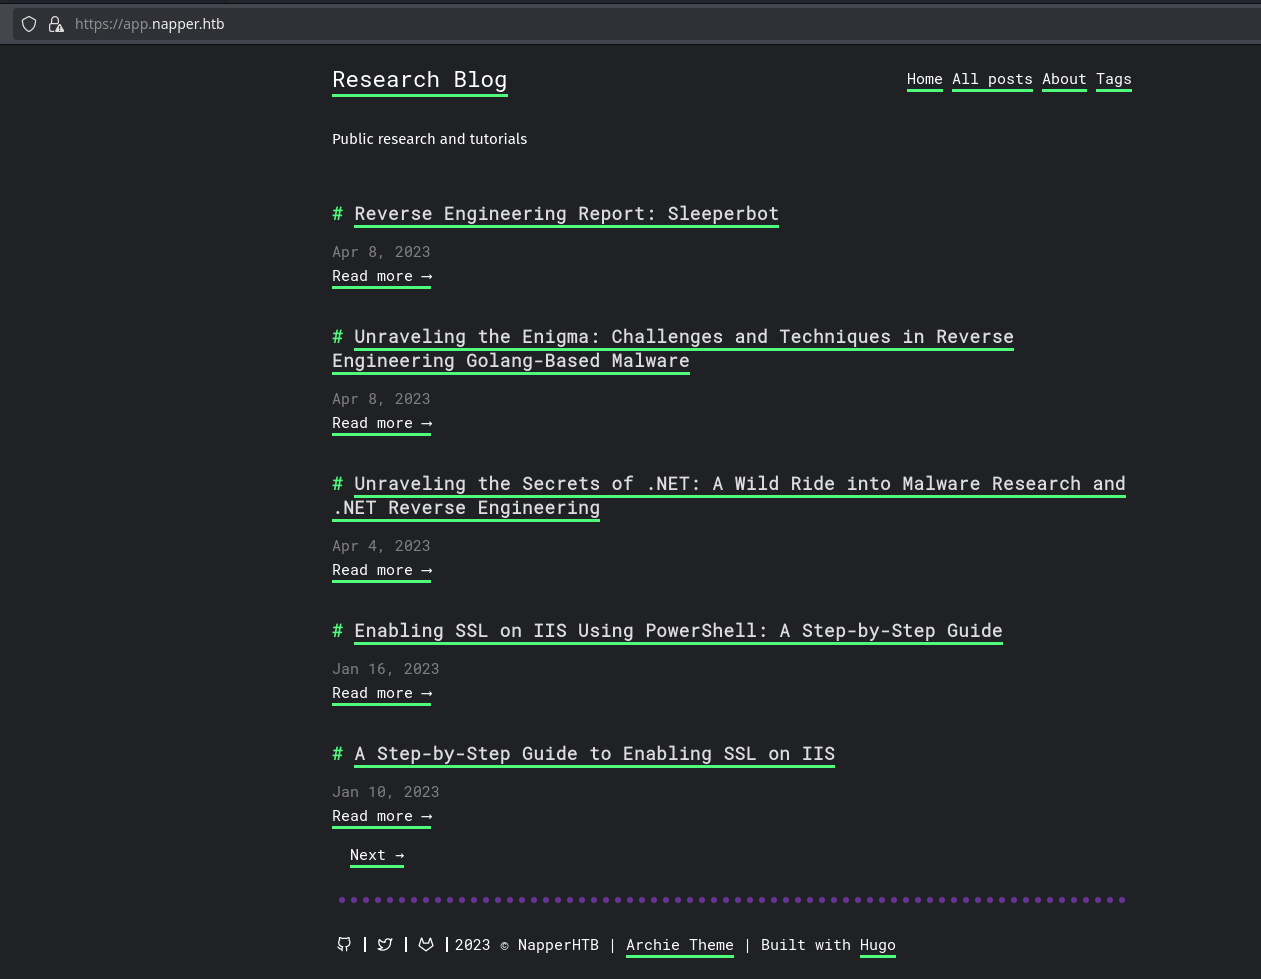 https://app.napper.htb
Research Blog
Home All posts About Tags
Public research and tutorials
# Reverse Engineering Report: Sleeperbot
Apr 8, 2023
Read more →
# Unraveling the Enigma: Challenges and Techniques in Reverse
Engineering Golang-Based Malware
Apr 8, 2023
Read more →
# Unraveling the Secrets of .NET: A Wild Ride into Malware Research and
.NET Reverse Engineering
Apr 4, 2023
Read more →
# Enabling SSL on IIS Using PowerShell: A Step-by-Step Guide
Jan 16, 2023
Read more →
# A Step-by-Step Guide to Enabling SSL on IIS
Jan 10, 2023
Read more →
Next →
| | | 2023 © NapperHTB | Archie Theme | Built with Hugo